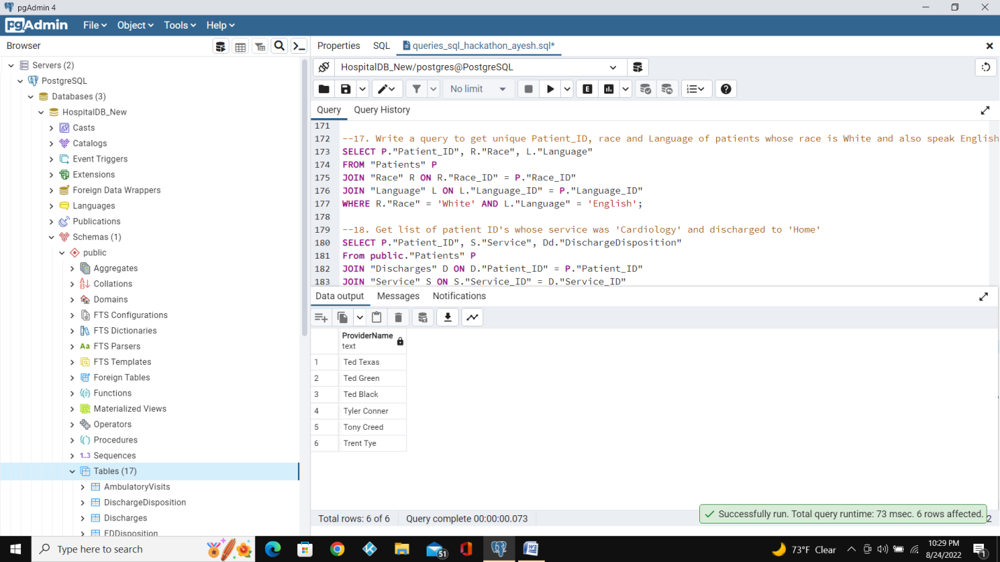 pgAdmin 4
pgAdmin File Object Tools Help
Browser
Properties SQL queries_sql_hackathon_ayesh.sql*
Servers (2)
PostgreSQL
Databases (3)
HospitalDB_New
Casts
Catalogs
Event Triggers
Extensions
Foreign Data Wrappers
Languages
Publications
Schemas (1)
public
Aggregates
Collations
Domains
FTS Configurations
FTS Dictionaries
Aa FTS Parsers
FTS Templates
Foreign Tables
Functions
Materialized Views
Operators
Procedures
1..3 Sequences
Tables (17)
AmbulatoryVisits
DischargeDisposition
Discharges
EDDisposition
HospitalDB_New/postgres@PostgreSQL
No limit E
Query Query History
171
172 --17. Write a query to get unique Patient_ID, race and Language of patients whose race is White and also speak English
173 SELECT P."Patient_ID", R."Race", L."Language"
174 FROM "Patients" P
175 JOIN "Race" R ON R."Race_ID" = P."Race_ID"
176 JOIN "Language" L ON L."Language_ID" = P."Language_ID"
177 WHERE R."Race" = 'White' AND L."Language" = 'English';
178
179 --18. Get list of patient ID's whose service was 'Cardiology' and discharged to 'Home'
180 SELECT P."Patient_ID", S."Service", Dd."DischargeDisposition"
181 From public."Patients" P
182 JOIN "Discharges" D ON D."Patient_ID" = P."Patient_ID"
183 JOIN "Service" S ON S."Service_ID" = D."Service_ID"
Data output Messages Notifications
ProviderName
text
1 Ted Texas
2 Ted Green
3 Ted Black
4 Tyler Conner
5 Tony Creed
6 Trent Tye
Total rows: 6 of 6 Query complete 00:00:00.073
Successfully run. Total query runtime: 73 msec. 6 rows affected.
2
Type here to search
51
73°F Clear
10:29 PM
8/24/2022
1